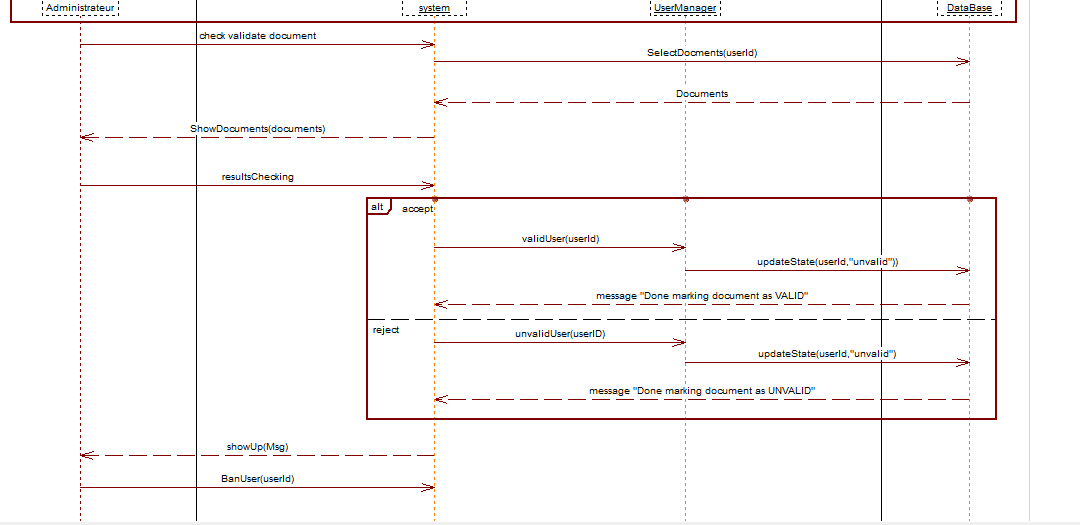 Administrateur
system
UserManager
DataBase
check validate document
SelectDocments(userId)
Documents
ShowDocuments(documents)
resultsChecking
alt
accept
validUser(userId)
updateState(userId,"unvalid"))
message "Done marking document as VALID"
reject
unvalidUser(userID)
updateState(userId,"unvalid")
message "Done marking document as UNVALID"
showUp(Msg)
BanUser(userId)